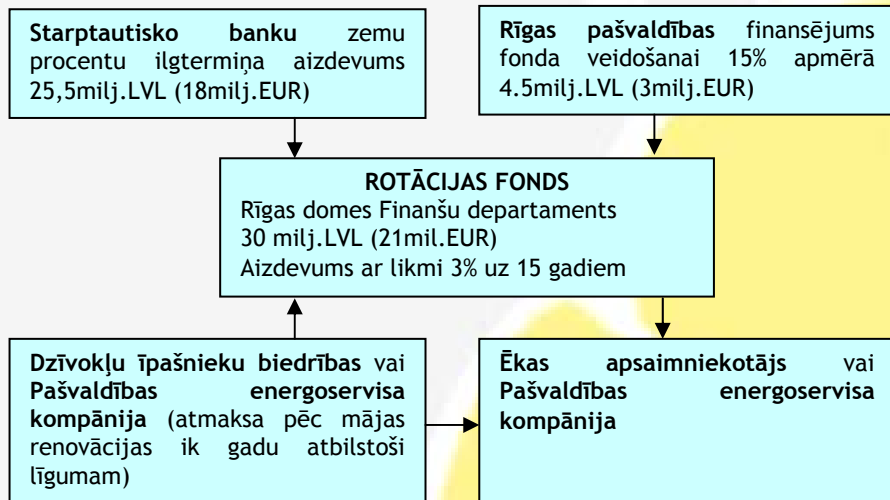 Starptautisko banku zemu
procentu ilgtermiņa aizdevums
25,5milj.LVL (18milj.EUR)
Rīgas pašvaldības finansējums
fonda veidošanai 15% apmērā
4.5milj.LVL (3milj.EUR)
ROTĀCIJAS FONDS
Rīgas domes Finanšu departaments
30 milj.LVL (21mil.EUR)
Aizdevums ar likmi 3% uz 15 gadiem
Dzīvokļu īpašnieku biedrības vai
Pašvaldības energoservisa
kompānija (atmaksa pēc mājas
renovācijas ik gadu atbilstoši
līgumam)
Ēkas apsaimniekotājs vai
Pašvaldības energoservisa
kompānija